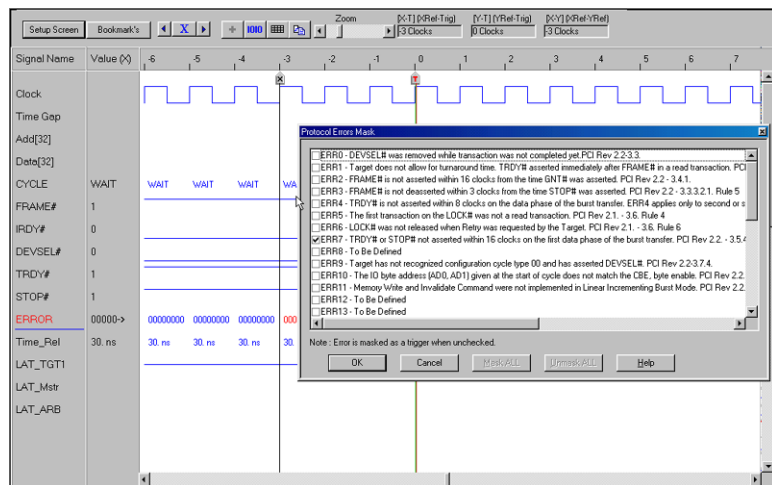 Zoom [X-T] (XRef-Trig) [Y-T] (YRef-Trig) [X-Y] (XRef-YRef)
Setup Screen Bookmark's X 1010 -3 Clocks 0 Clocks -3 Clocks
Signal Name Value (X) -6 -5 -4 -3 -2 -1 0 1 2 3 4 5 6 7
X T
Clock
Time Gap
Add[32]
Data[32]
CYCLE WAIT WAIT WAIT WAIT WA
FRAME# 1
IRDY# 0
DEVSEL# 0
TRDY# 1
STOP# 1
ERROR 00000-> 00000000 00000000 00000000 000
Time_Rel 30. ns 30. ns 30. ns 30. ns 30.
LAT_TGT1
LAT_Mstr
LAT_ARB
Protocol Errors Mask
ERR0 - DEVSEL# was removed while transaction was not completed yet.PCI Rev 2.2-3.3.
ERR1 - Target does not allow for turnaround time. TRDY# asserted immediately after FRAME# in a read transaction. PC
ERR2 - FRAME# is not asserted within 16 clocks from the time GNT# was asserted. PCI Rev 2.2 - 3.4.1.
ERR3 - FRAME# is not deasserted within 3 clocks from the time STOP# was asserted. PCI Rev 2.2 - 3.3.3.2.1. Rule 5
ERR4 - TRDY# is not asserted within 8 clocks on the data phase of the burst transfer. ERR4 applies only to second or s
ERR5 - The first transaction on the LOCK# was not a read transaction. PCI Rev 2.1. - 3.6. Rule 4
ERR6 - LOCK# was not released when Retry was requested by the Target. PCI Rev 2.1. - 3.6. Rule 6
ERR7 - TRDY# or STOP# not asserted within 16 clocks on the first data phase of the burst transfer. PCI Rev 2.2. - 3.5.4
ERR8 - To Be Defined
ERR9 - Target has not recognized configuration cycle type 00 and has asserted DEVSEL#. PCI Rev 2.2-3.7.4.
ERR10 - The IO byte address (AD0, AD1) given at the start of cycle does not match the CBE, byte enable. PCI Rev 2.2.
ERR11 - Memory Write and Invalidate Command were not implemented in Linear Incrementing Burst Mode. PCI Rev 2.2.
ERR12 - To Be Defined
ERR13 - To Be Defined
Note : Error is masked as a trigger when unchecked.
OK Cancel Mask ALL Unmask ALL Help